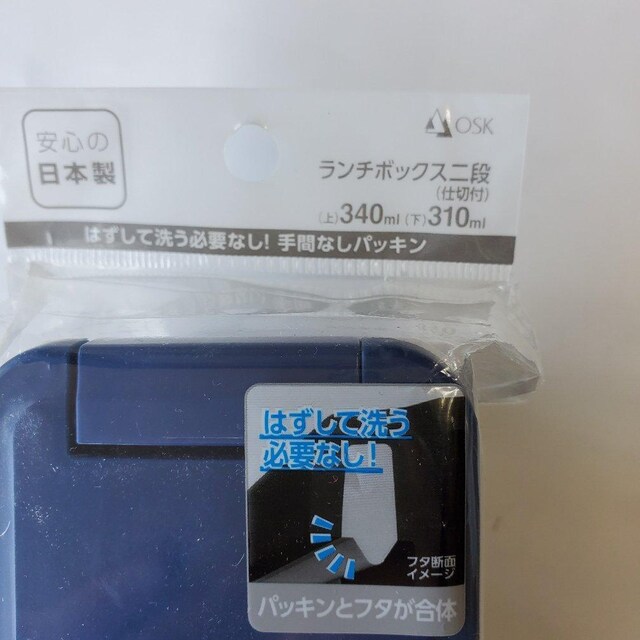 安心の
日本製
OSK
ランチボックス二段
(仕切付)
(上)340ml(下)310ml
はずして洗う必要なし! 手間なしパッキン
はずして洗う
必要なし!
フタ断面
イメージ
パッキンとフタが合体